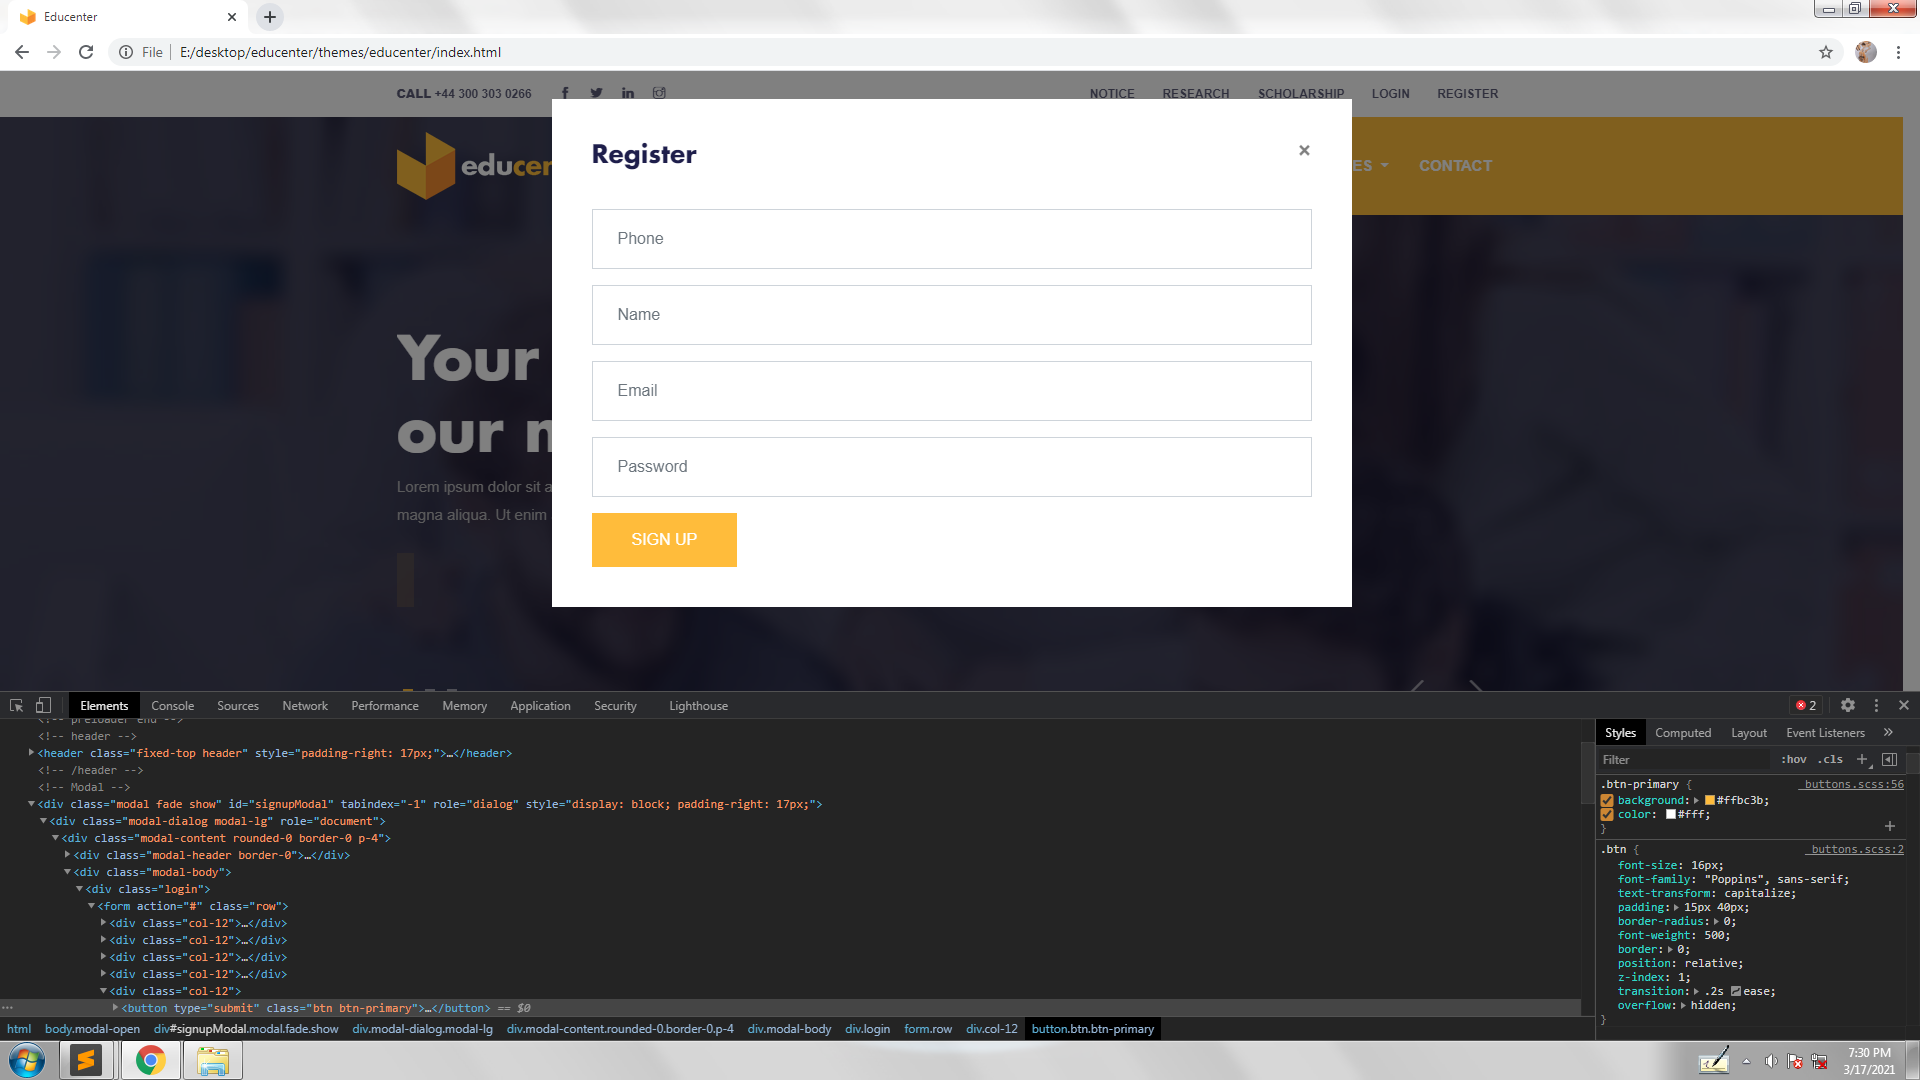 Educenter
File
E:/desktop/educenter/themes/educenter/index.html
CALL +44 300 303 0266
NOTICE RESEARCH SCHOLARSHIP LOGIN REGISTER
educen
ES CONTACT
Register
×
Phone
Name
Email
Password
SIGN UP
Your
our
Lorem ipsum dolor sit a
magna aliqua. Ut enim
Elements Console Sources Network Performance Memory Application Security Lighthouse
2
<!-- preloader end -->
<!-- header -->
<header class="fixed-top header" style="padding-right: 17px;">…</header>
<!-- /header -->
<!-- Modal -->
<div class="modal fade show" id="signupModal" tabindex="-1" role="dialog" style="display: block; padding-right: 17px;">
<div class="modal-dialog modal-lg" role="document">
<div class="modal-content rounded-0 border-0 p-4">
<div class="modal-header border-0">…</div>
<div class="modal-body">
<div class="login">
<form action="#" class="row">
<div class="col-12">…</div>
<div class="col-12">…</div>
<div class="col-12">…</div>
<div class="col-12">…</div>
<div class="col-12">
<button type="submit" class="btn btn-primary">…</button> == $0
html body.modal-open div#signupModal.modal.fade.show div.modal-dialog.modal-lg div.modal-content.rounded-0.border-0.p-4 div.modal-body div.login form.row div.col-12 button.btn.btn-primary
Styles Computed Layout Event Listeners »
Filter :hov .cls +
.btn-primary { _buttons.scss:56
background: #ffbc3b;
color: #fff;
}
.btn { _buttons.scss:2
font-size: 16px;
font-family: "Poppins", sans-serif;
text-transform: capitalize;
padding: 15px 40px;
border-radius: 0;
font-weight: 500;
border: 0;
position: relative;
z-index: 1;
transition: .2s ease;
overflow: hidden;
}
7:30 PM
3/17/2021